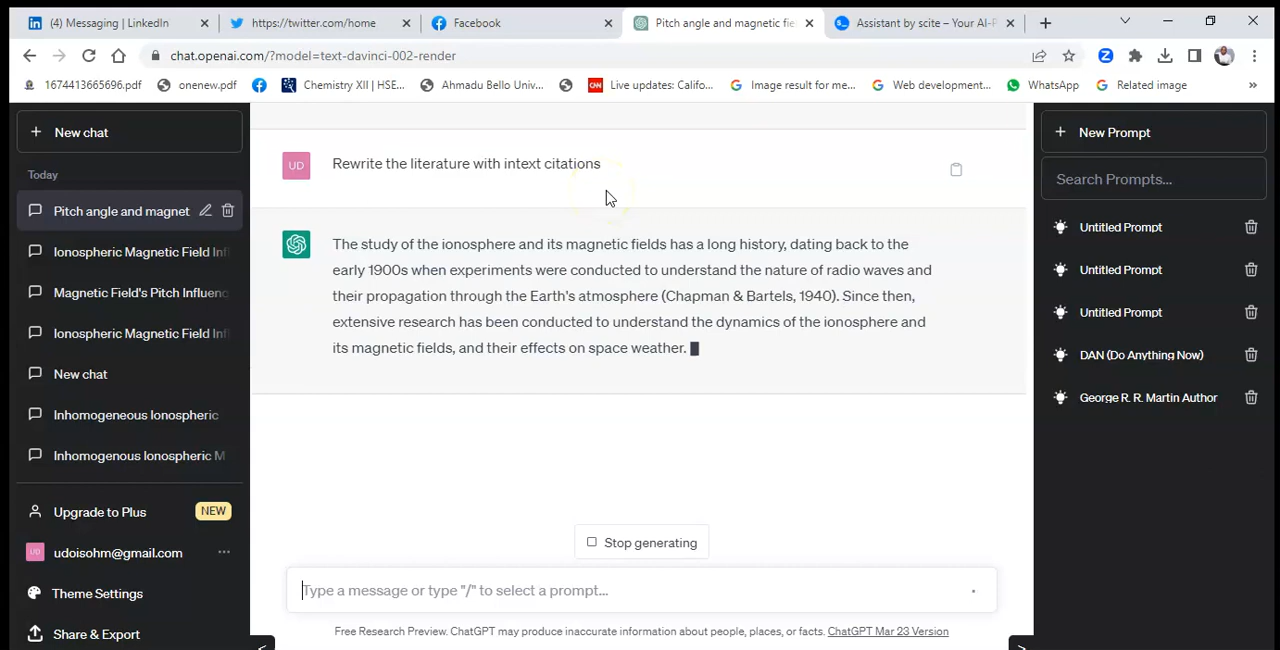 (4) Messaging | LinkedIn
https://twitter.com/home
Facebook
Pitch angle and magnetic fie
Assistant by scite – Your AI-P
chat.openai.com/?model=text-davinci-002-render
1674413665696.pdf
onenew.pdf
Chemistry XII | HSE...
Ahmadu Bello Univ...
CNN
Live updates: Califo...
Image result for me...
Web development...
WhatsApp
Related image
»
+ New chat
Today
Pitch angle and magnet
Ionospheric Magnetic Field Inf
Magnetic Field's Pitch Influenc
Ionospheric Magnetic Field Inf
New chat
Inhomogeneous Ionospheric
Inhomogenous Ionospheric M
Upgrade to Plus
NEW
UD
udoisohm@gmail.com
...
Theme Settings
Share & Export
UD
Rewrite the literature with intext citations
The study of the ionosphere and its magnetic fields has a long history, dating back to the
early 1900s when experiments were conducted to understand the nature of radio waves and
their propagation through the Earth's atmosphere (Chapman & Bartels, 1940). Since then,
extensive research has been conducted to understand the dynamics of the ionosphere and
its magnetic fields, and their effects on space weather.
Stop generating
Type a message or type "/" to select a prompt...
Free Research Preview. ChatGPT may produce inaccurate information about people, places, or facts. ChatGPT Mar 23 Version
+ New Prompt
Search Prompts...
Untitled Prompt
Untitled Prompt
Untitled Prompt
DAN (Do Anything Now)
George R. R. Martin Author
<
>